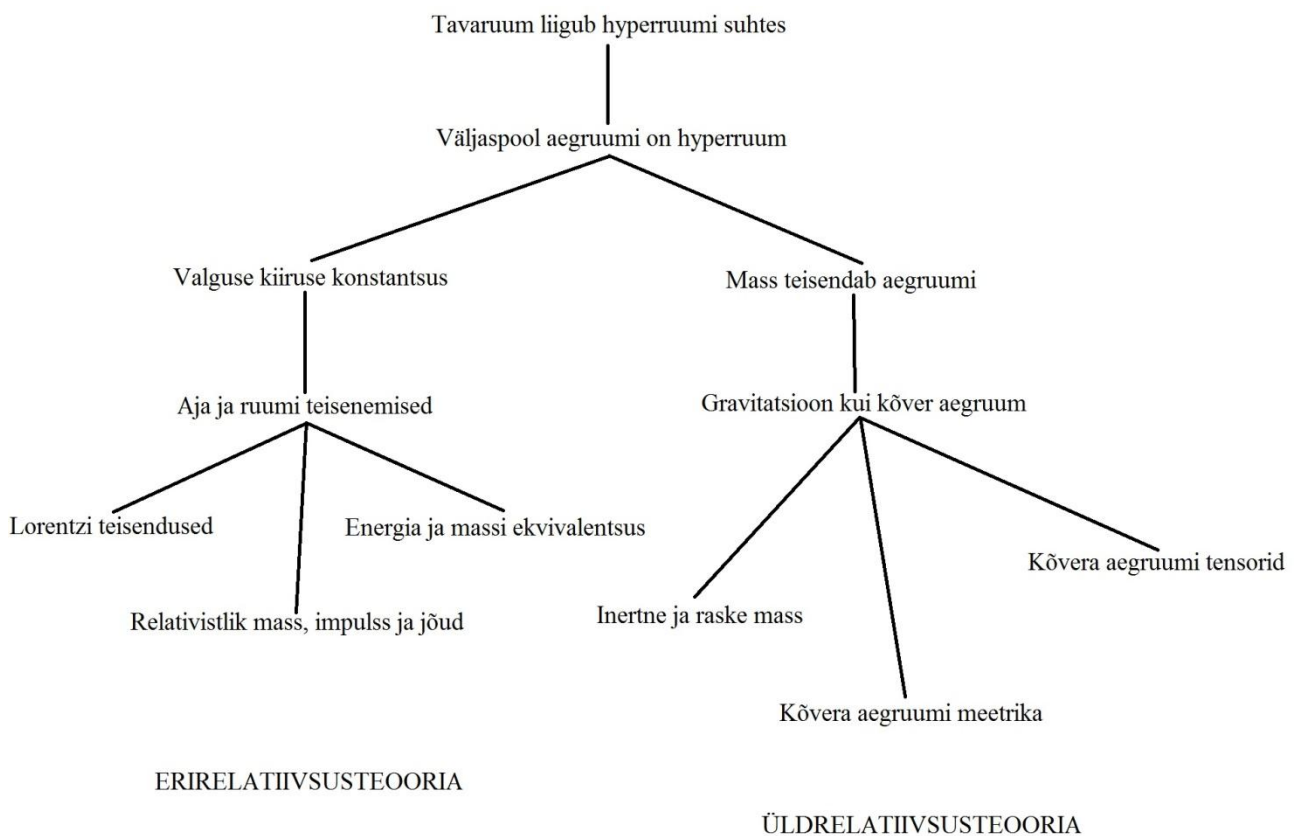 Tavaruum liigub hyperruumi suhtes
Väljaspool aegruumi on hyperruum
Valguse kiiruse konstantsus
Mass teisendab aegruumi
Aja ja ruumi teisenemised
Gravitatsioon kui kõver aegruum
Lorentzi teisendused
Energia ja massi ekvivalentsus
Kõvera aegruumi tensorid
Relativistlik mass, impulss ja jõud
Inertne ja raske mass
Kõvera aegruumi meetrika
ERIRELATIIVSUSTEOORIA
ÜLDRELATIIVSUSTEOORIA